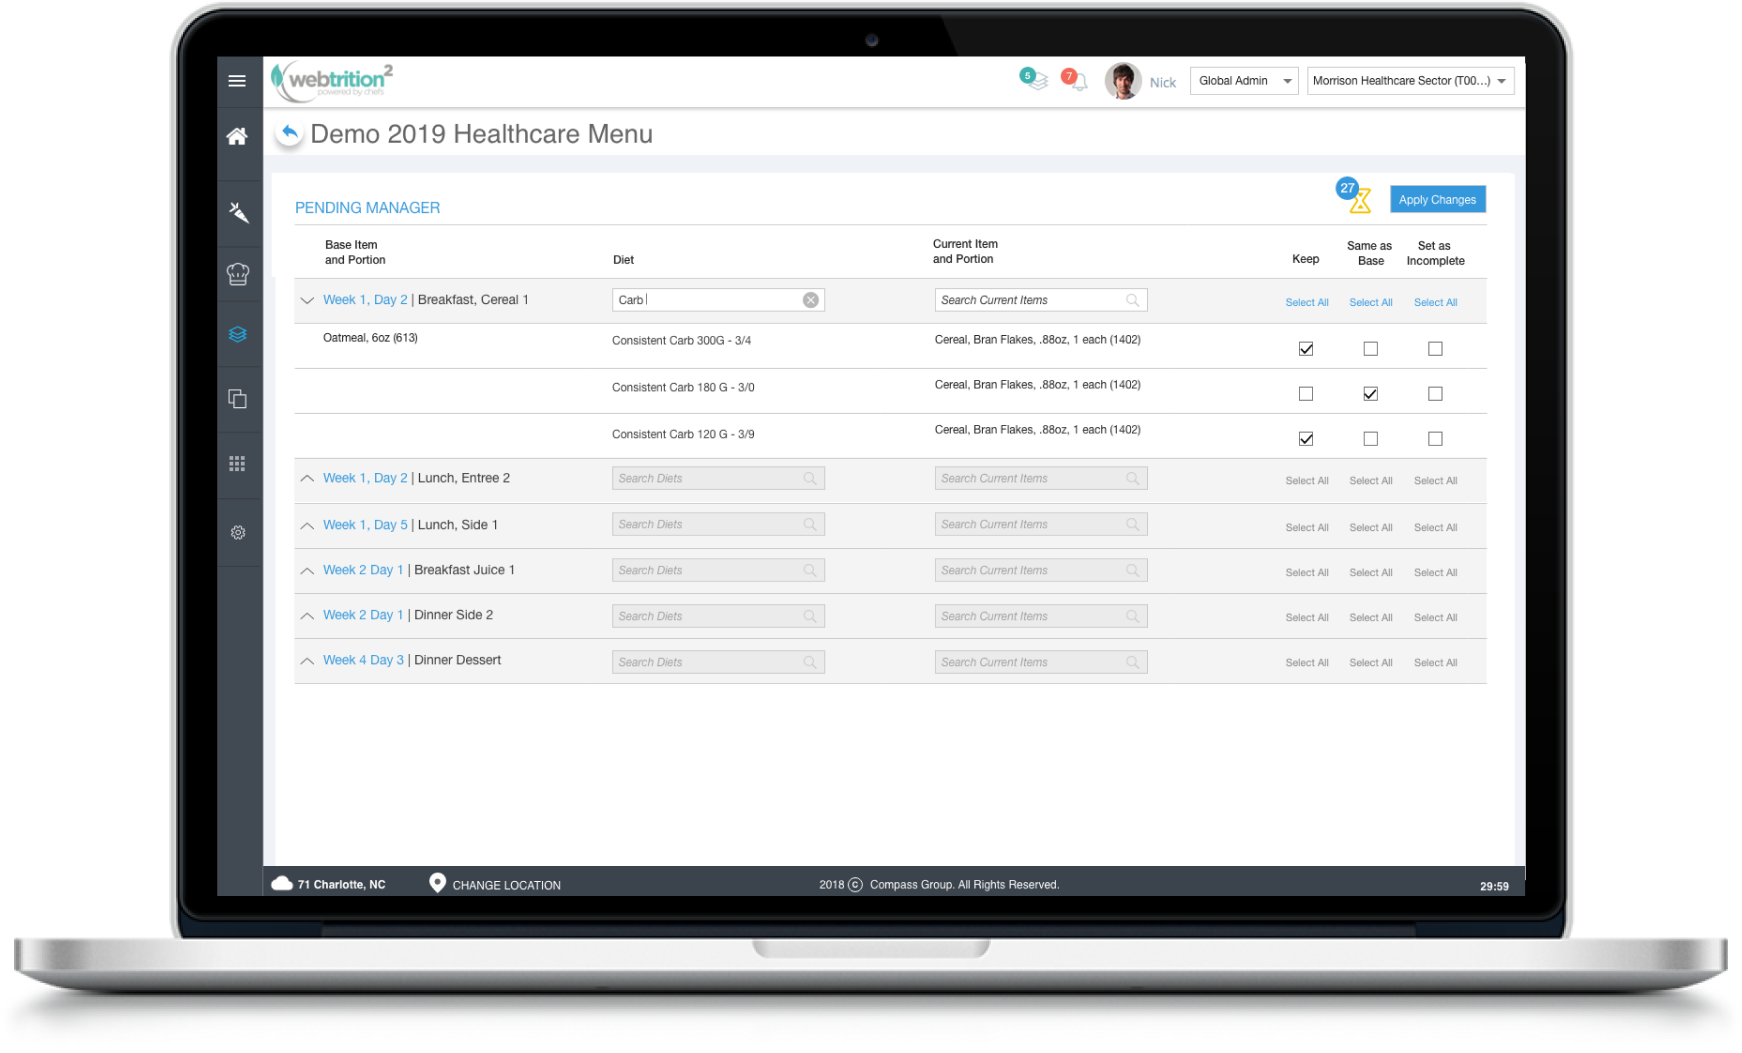 webtrition2
powered by chefs
5
7
Nick
Global Admin
Morrison Healthcare Sector (T00...)
Demo 2019 Healthcare Menu
PENDING MANAGER
27
Apply Changes
Base Item
and Portion
Diet
Current Item
and Portion
Keep
Same as
Base
Set as
Incomplete
Week 1, Day 2 | Breakfast, Cereal 1
Carb
Search Current Items
Select All
Select All
Select All
Oatmeal, 6oz (613)
Consistent Carb 300G - 3/4
Cereal, Bran Flakes, .88oz, 1 each (1402)
Consistent Carb 180 G - 3/0
Cereal, Bran Flakes, .88oz, 1 each (1402)
Consistent Carb 120 G - 3/9
Cereal, Bran Flakes, .88oz, 1 each (1402)
Week 1, Day 2 | Lunch, Entree 2
Search Diets
Search Current Items
Select All
Select All
Select All
Week 1, Day 5 | Lunch, Side 1
Search Diets
Search Current Items
Select All
Select All
Select All
Week 2 Day 1 | Breakfast Juice 1
Search Diets
Search Current Items
Select All
Select All
Select All
Week 2 Day 1 | Dinner Side 2
Search Diets
Search Current Items
Select All
Select All
Select All
Week 4 Day 3 | Dinner Dessert
Search Diets
Search Current Items
Select All
Select All
Select All
71 Charlotte, NC
CHANGE LOCATION
2018 © Compass Group. All Rights Reserved.
29:59